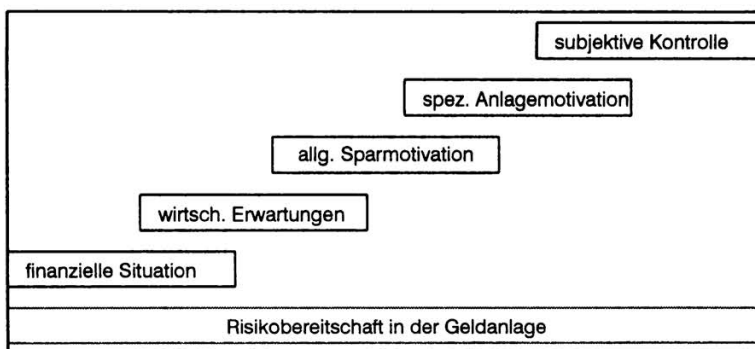 subjektive Kontrolle
spez. Anlagemotivation
allg. Sparmotivation
wirtsch. Erwartungen
finanzielle Situation
Risikobereitschaft in der Geldanlage